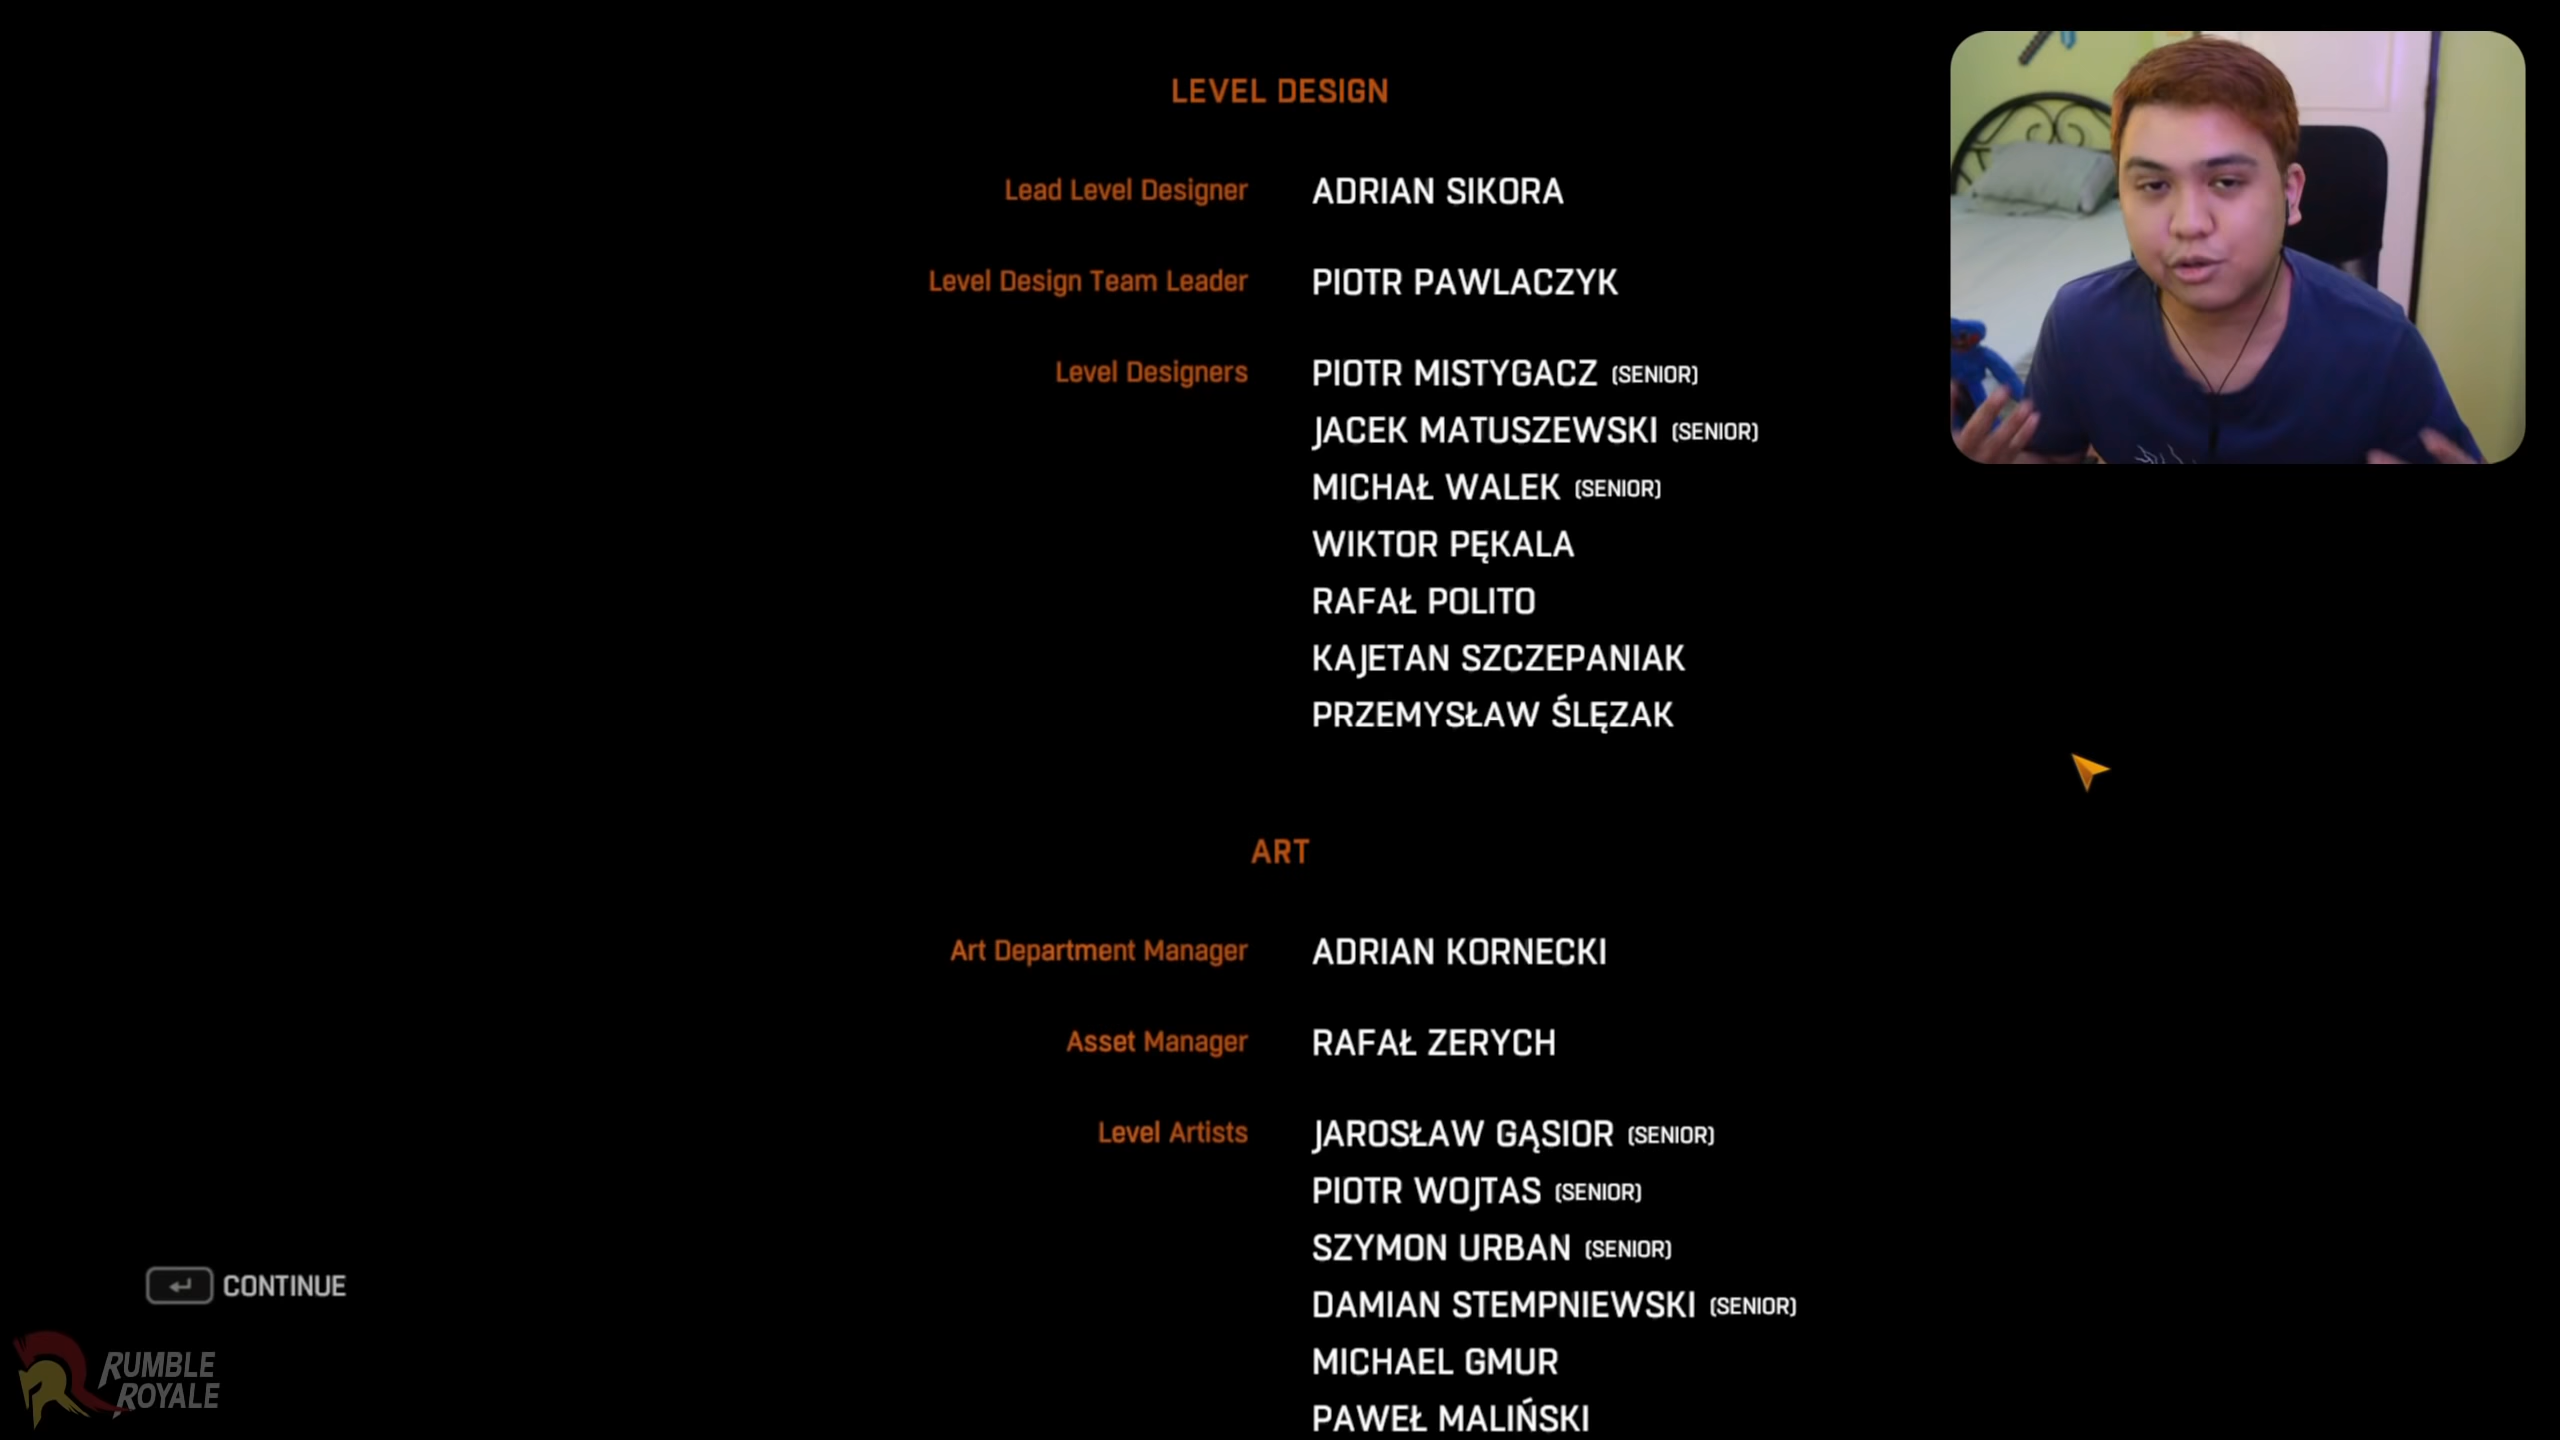 LEVEL DESIGN
Lead Level Designer ADRIAN SIKORA
Level Design Team Leader PIOTR PAWLACZYK
Level Designers PIOTR MISTYGACZ (SENIOR)
JACEK MATUSZEWSKI (SENIOR)
MICHAŁ WALEK (SENIOR)
WIKTOR PĘKALA
RAFAŁ POLITO
KAJETAN SZCZEPANIAK
PRZEMYSŁAW ŚLĘZAK
ART
Art Department Manager ADRIAN KORNECKI
Asset Manager RAFAŁ ZERYCH
Level Artists JAROSŁAW GĄSIOR (SENIOR)
PIOTR WOJTAS (SENIOR)
SZYMON URBAN (SENIOR)
DAMIAN STEMPNIEWSKI (SENIOR)
MICHAEL GMUR
PAWEŁ MALIŃSKI
CONTINUE
RUMBLE
ROYALE